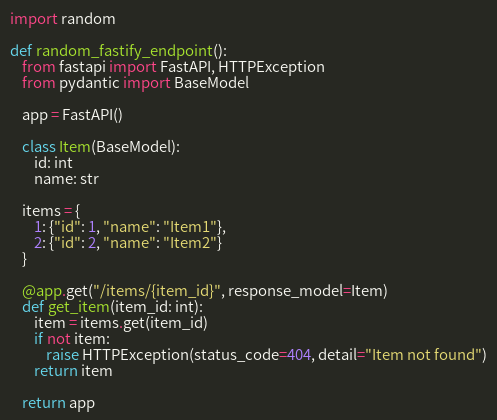 import random

def random_fastify_endpoint():
    from fastapi import FastAPI, HTTPException
    from pydantic import BaseModel

    app = FastAPI()

    class Item(BaseModel):
        id: int
        name: str

    items = {
        1: {"id": 1, "name": "Item1"},
        2: {"id": 2, "name": "Item2"}
    }

    @app.get("/items/{item_id}", response_model=Item)
    def get_item(item_id: int):
        item = items.get(item_id)
        if not item:
            raise HTTPException(status_code=404, detail="Item not found")
        return item

    return app